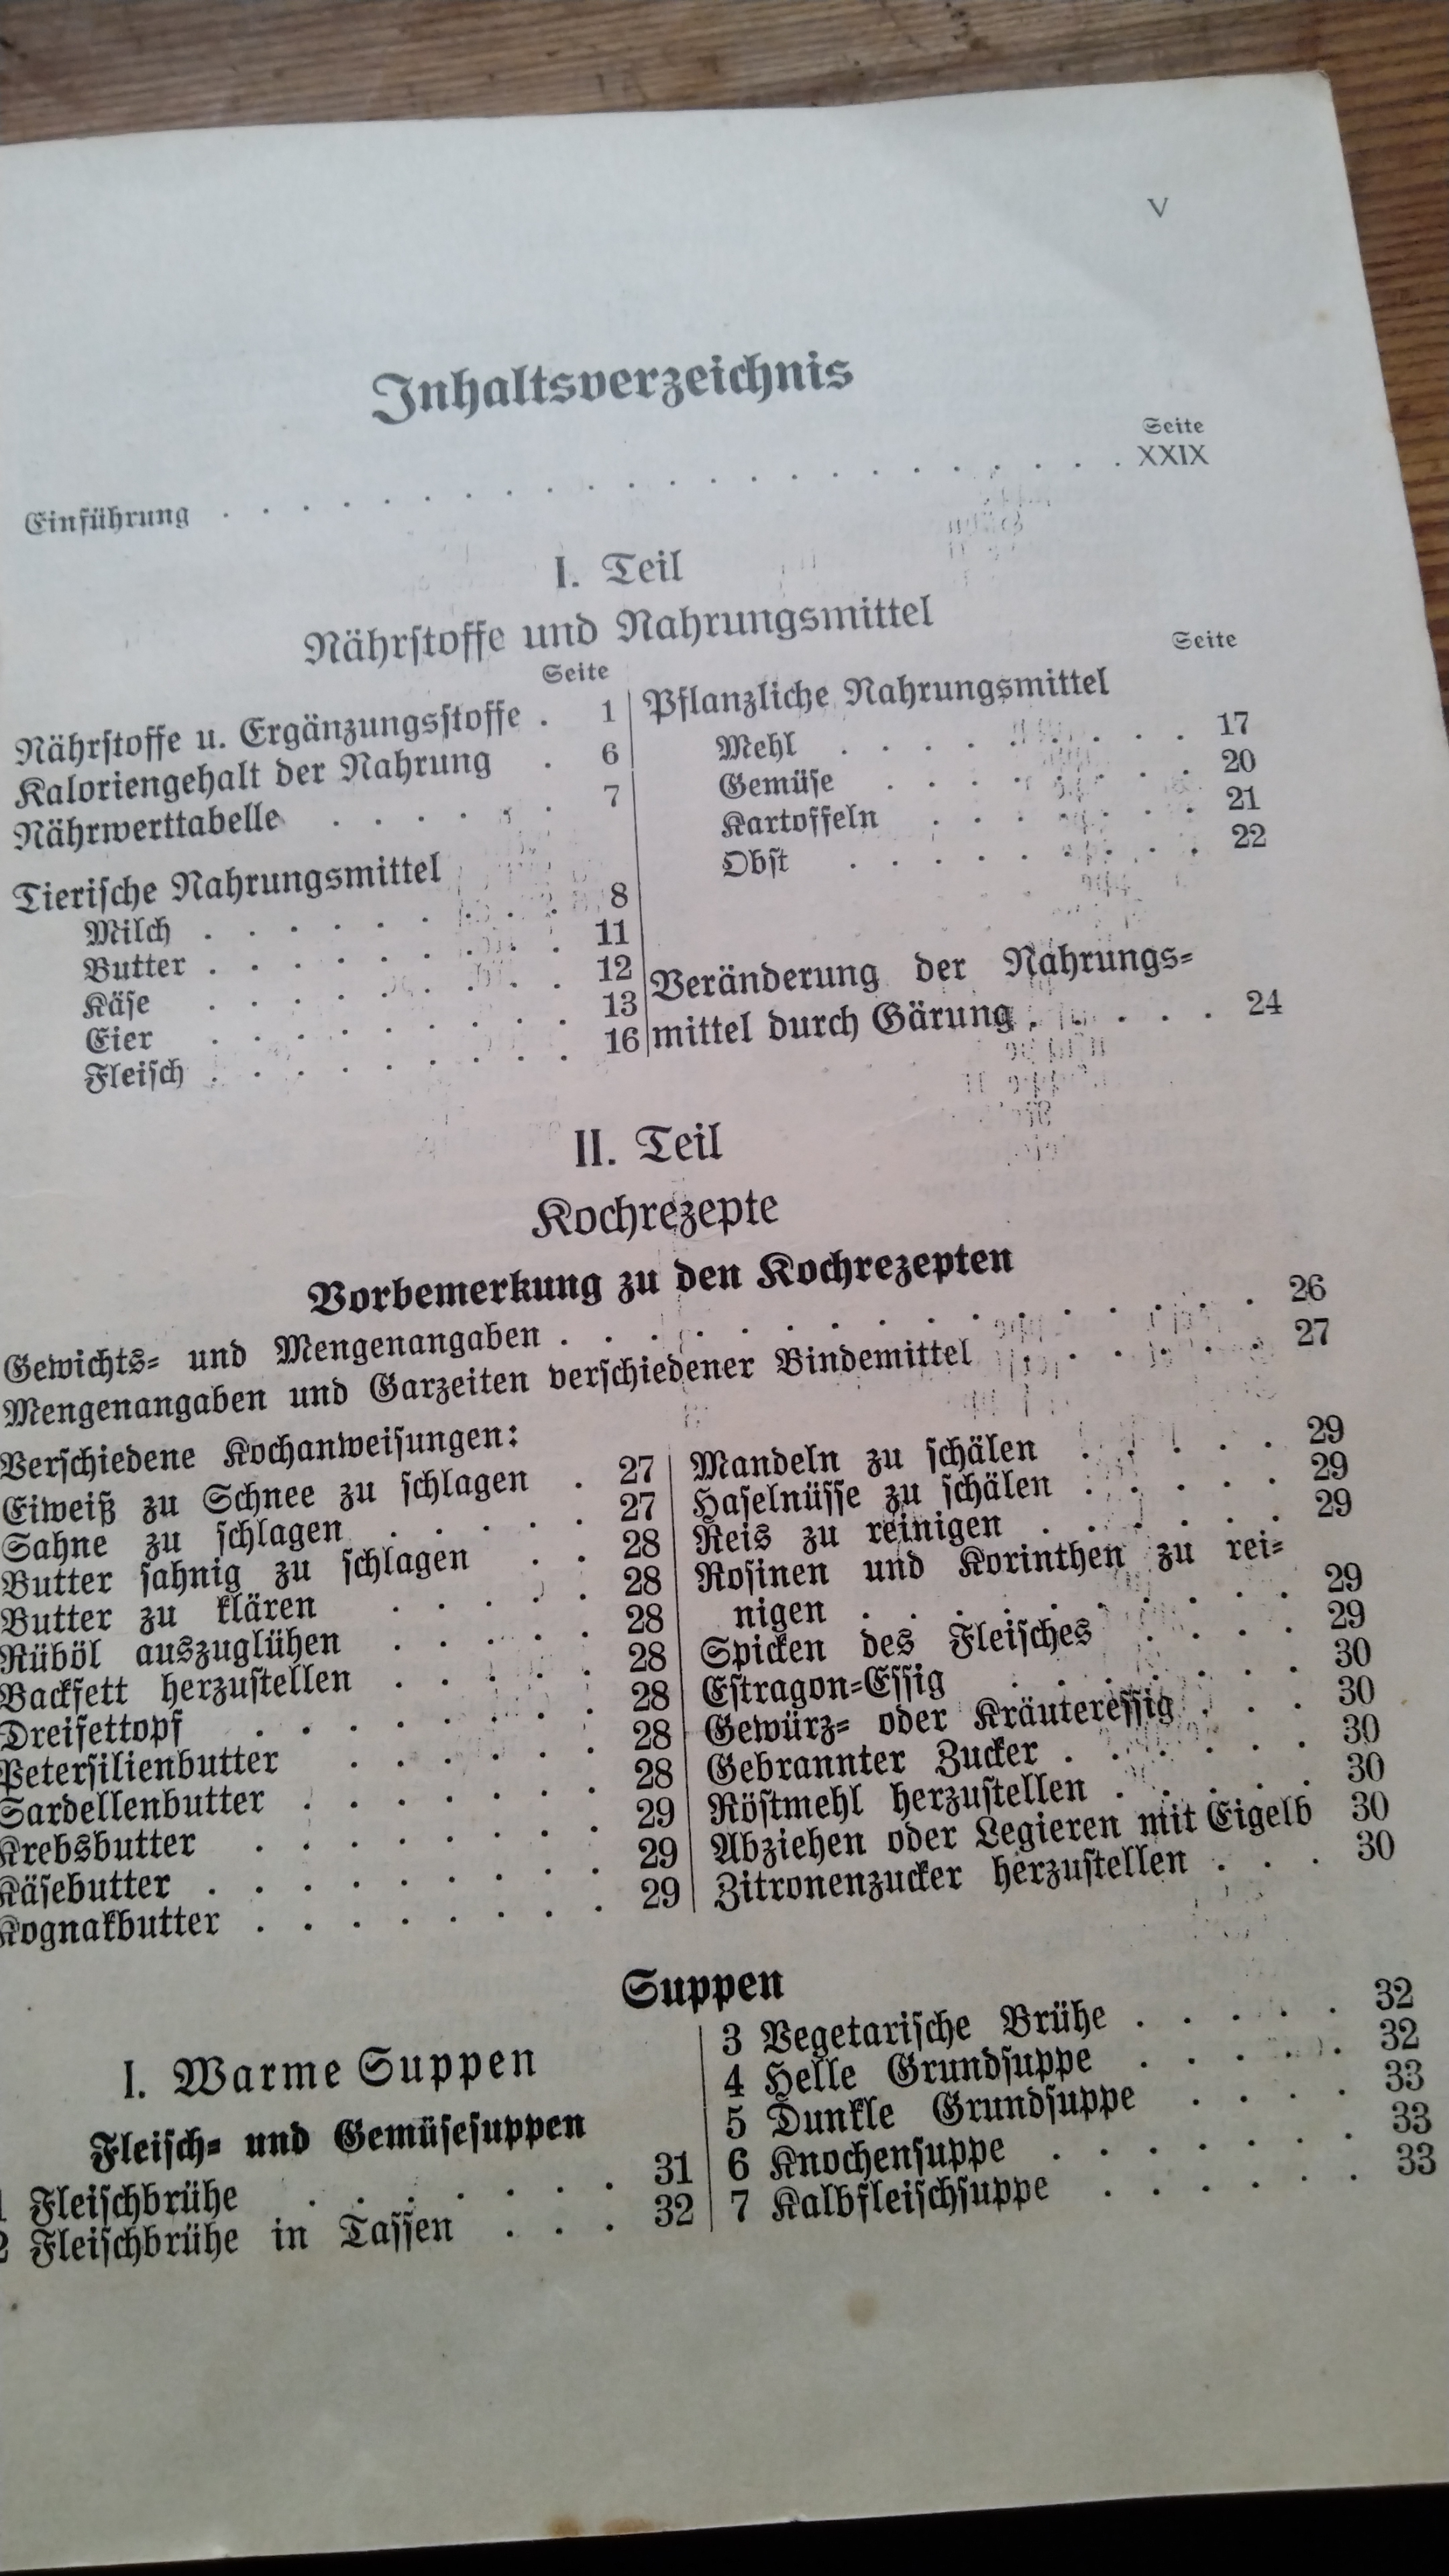 V
Inhaltsverzeichnis
Seite
Einführung . . . . . . . . . . . . . . . . . . XXIX
I. Teil
Nährstoffe und Nahrungsmittel
Seite
Nährstoffe u. Ergänzungsstoffe . 1
Kaloriengehalt der Nahrung . 6
Nährwerttabelle . . . . . . 7
Tierische Nahrungsmittel
Milch . . . . . . . . . 8
Butter . . . . . . . . . 11
Käse . . . . . . . . . 12
Eier . . . . . . . . . 13
Fleisch . . . . . . . . . 16
Seite
Pflanzliche Nahrungsmittel
Mehl . . . . . . . . . 17
Gemüse . . . . . . . . 20
Kartoffeln . . . . . . . 21
Obst . . . . . . . . . 22
Veränderung der Nahrungs-
mittel durch Gärung . . . . . 24
II. Teil
Kochrezepte
Vorbemerkung zu den Kochrezepten
Gewichts- und Mengenangaben . . . . . . . . . . . . . . . . 26
Mengenangaben und Garzeiten verschiedener Bindemittel . . . . . . 27
Verschiedene Kochanweisungen:
Eiweiß zu Schnee zu schlagen . 27
Sahne zu schlagen . . . . . 27
Butter sahnig zu schlagen . . 28
Butter zu klären . . . . . 28
Rüböl auszuglühen . . . . . 28
Backfett herzustellen . . . . . 28
Dreifettopf . . . . . . . . 28
Petersilienbutter . . . . . . 28
Sardellenbutter . . . . . . . 28
Krebsbutter . . . . . . . . 29
Käsebutter . . . . . . . . . 29
Kognakbutter . . . . . . . . 29
Mandeln zu schälen . . . . . 29
Haselnüsse zu schälen . . . . . 29
Reis zu reinigen . . . . . . 29
Rosinen und Korinthen zu rei-
nigen . . . . . . . . . . 29
Spicken des Fleisches . . . . 29
Estragon-Essig . . . . . . . 30
Gewürz- oder Kräuteressig . . . 30
Gebrannter Zucker . . . . . . 30
Röstmehl herzustellen . . . . . 30
Abziehen oder Legieren mit Eigelb 30
Zitronenzucker herzustellen . . . 30
Suppen
I. Warme Suppen
Fleisch- und Gemüsesuppen
1 Fleischbrühe . . . . . . . 31
2 Fleischbrühe in Tassen . . . 32
3 Vegetarische Brühe . . . . . 32
4 Helle Grundsuppe . . . . . 32
5 Dunkle Grundsuppe . . . . 33
6 Knochensuppe . . . . . . . 33
7 Kalbfleischsuppe . . . . . . 33